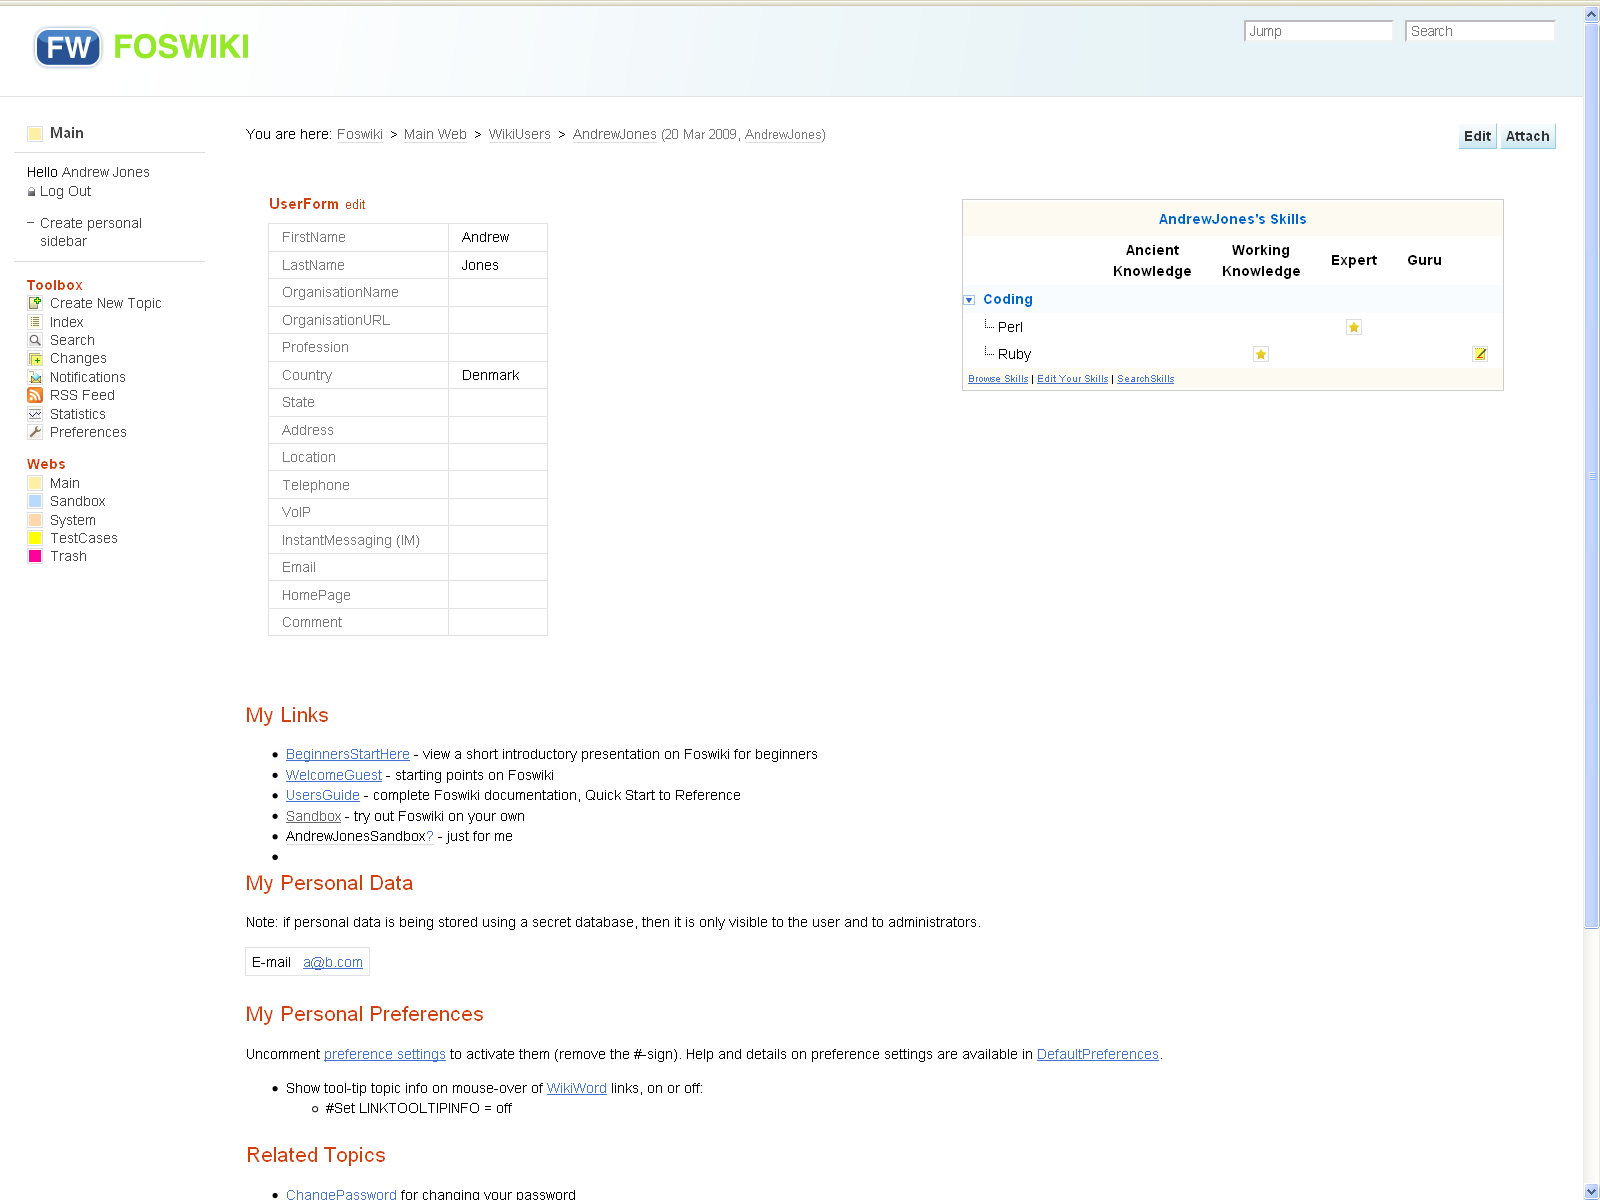 FW FOSWIKI
Jump
Search
Main
Hello Andrew Jones
Log Out
Create personal
sidebar
Toolbox
Create New Topic
Index
Search
Changes
Notifications
RSS Feed
Statistics
Preferences
Webs
Main
Sandbox
System
TestCases
Trash
You are here: Foswiki > Main Web > WikiUsers > AndrewJones (20 Mar 2009, AndrewJones)
Edit Attach
UserForm edit
FirstName Andrew
LastName Jones
OrganisationName
OrganisationURL
Profession
Country Denmark
State
Address
Location
Telephone
VoIP
InstantMessaging (IM)
Email
HomePage
Comment
AndrewJones's Skills
Ancient Knowledge Working Knowledge Expert Guru
Coding
Perl
Ruby
Browse Skills | Edit Your Skills | SearchSkills
My Links
• BeginnersStartHere - view a short introductory presentation on Foswiki for beginners
• WelcomeGuest - starting points on Foswiki
• UsersGuide - complete Foswiki documentation, Quick Start to Reference
• Sandbox - try out Foswiki on your own
• AndrewJonesSandbox? - just for me
•
My Personal Data
Note: if personal data is being stored using a secret database, then it is only visible to the user and to administrators.
E-mail a@b.com
My Personal Preferences
Uncomment preference settings to activate them (remove the #-sign). Help and details on preference settings are available in DefaultPreferences.
• Show tool-tip topic info on mouse-over of WikiWord links, on or off:
○ #Set LINKTOOLTIPINFO = off
Related Topics
• ChangePassword for changing your password